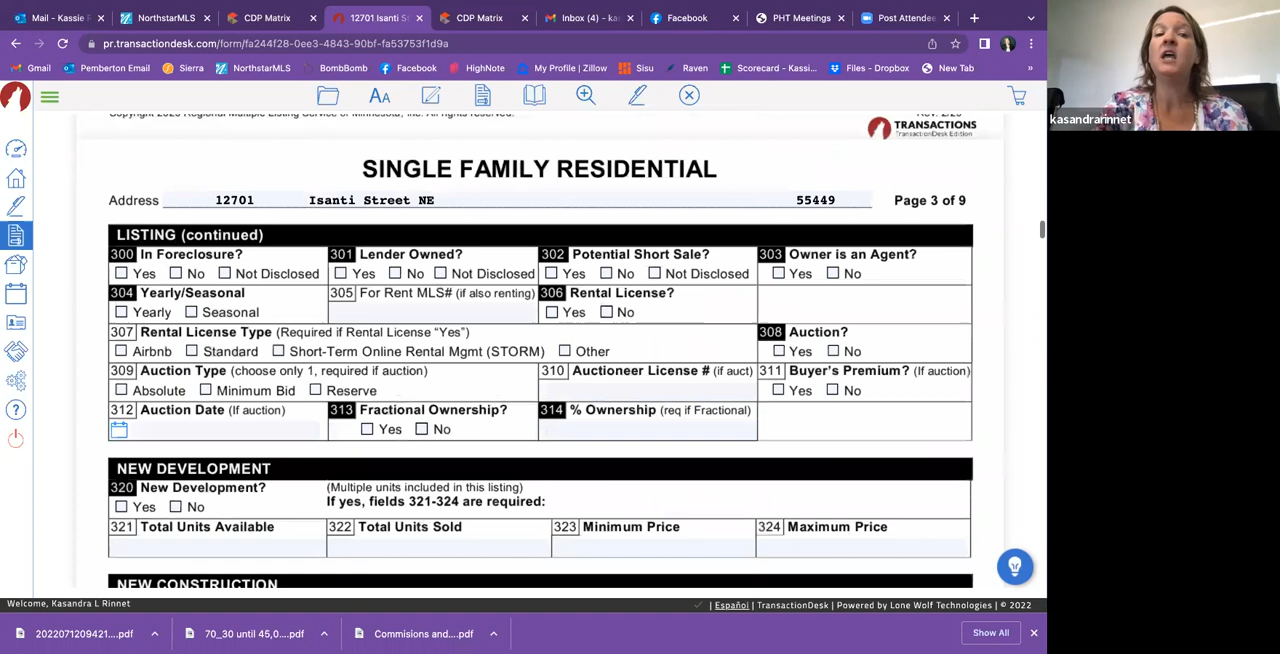 Mail - Kassie F
NorthstarMLS
CDP Matrix
12701 Isanti S
CDP Matrix
Inbox (4) - ka
Facebook
PHT Meetings
Post Attendee
pr.transactiondesk.com/form/fa244f28-0ee3-4843-90bf-fa53753f1d9a
Gmail
Pemberton Email
Sierra
NorthstarMLS
BombBomb
Facebook
HighNote
My Profile | Zillow
Sisu
Raven
Scorecard - Kassi...
Files - Dropbox
New Tab
»
kasandrarinnet
TRANSACTIONS
TransactionDesk Edition
SINGLE FAMILY RESIDENTIAL
Address 12701 Isanti Street NE 55449 Page 3 of 9
LISTING (continued)
300 In Foreclosure? 301 Lender Owned? 302 Potential Short Sale? 303 Owner is an Agent?
Yes No Not Disclosed Yes No Not Disclosed Yes No Not Disclosed Yes No
304 Yearly/Seasonal 305 For Rent MLS# (if also renting) 306 Rental License?
Yearly Seasonal Yes No
307 Rental License Type (Required if Rental License “Yes”) 308 Auction?
Airbnb Standard Short-Term Online Rental Mgmt (STORM) Other Yes No
309 Auction Type (choose only 1, required if auction) 310 Auctioneer License # (if auct) 311 Buyer's Premium? (If auction)
Absolute Minimum Bid Reserve Yes No
312 Auction Date (If auction) 313 Fractional Ownership? 314 % Ownership (req if Fractional)
Yes No
NEW DEVELOPMENT
320 New Development? (Multiple units included in this listing)
Yes No If yes, fields 321-324 are required:
321 Total Units Available 322 Total Units Sold 323 Minimum Price 324 Maximum Price
NEW CONSTRUCTION
Welcome, Kasandra L Rinnet
| Español | TransactionDesk | Powered by Lone Wolf Technologies | © 2022
2022071209421....pdf
70_30 until 45,0....pdf
Commisions and....pdf
Show All